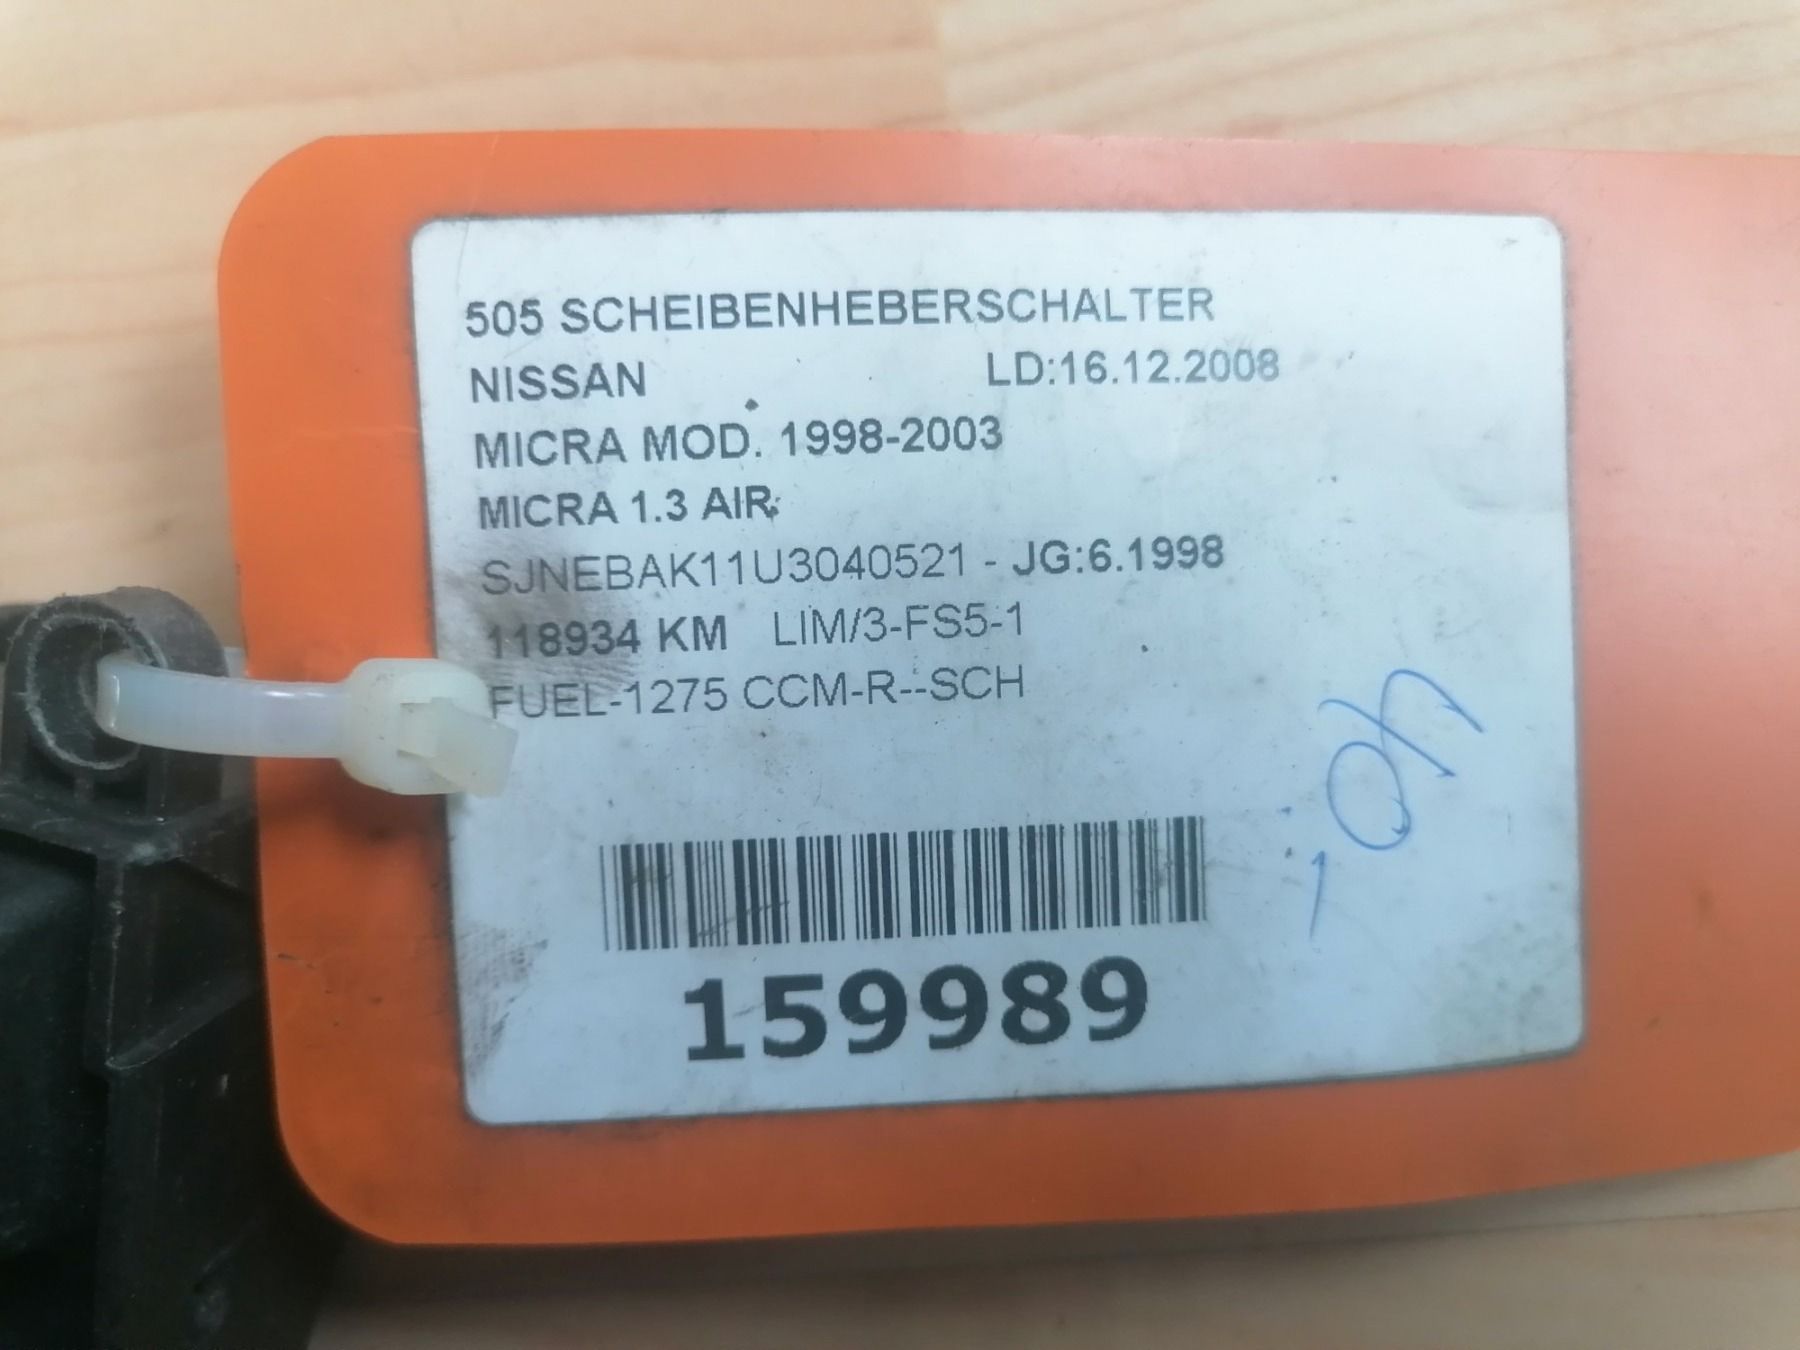 505 SCHEIBENHEBERSCHALTER
NISSAN LD:16.12.2008
MICRA MOD. 1998-2003
MICRA 1.3 AIR
SJNEBAK11U3040521 - JG:6.1998
118934 KM LIM/3-FS5-1
FUEL-1275 CCM-R--SCH
40.-
159989